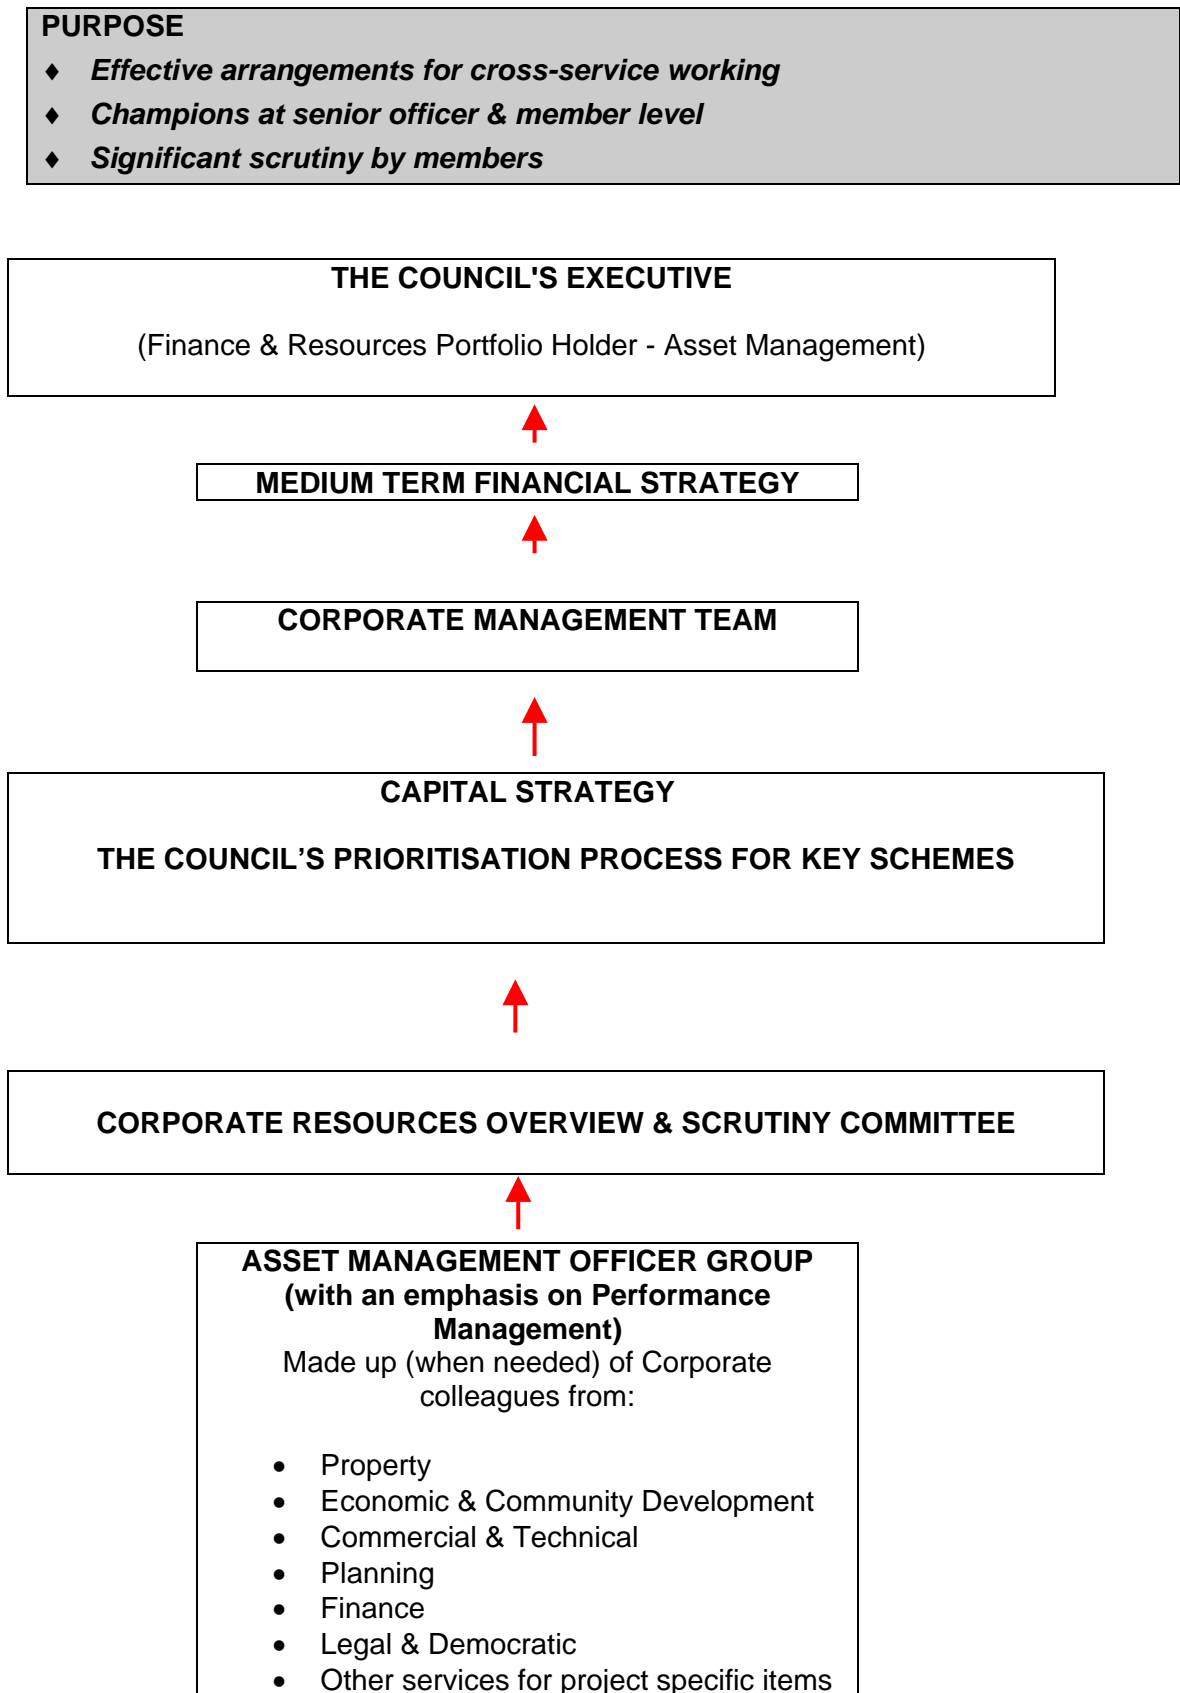 PURPOSE
♦ Effective arrangements for cross-service working
♦ Champions at senior officer & member level
♦ Significant scrutiny by members
THE COUNCIL'S EXECUTIVE
(Finance & Resources Portfolio Holder - Asset Management)
MEDIUM TERM FINANCIAL STRATEGY
CORPORATE MANAGEMENT TEAM
CAPITAL STRATEGY
THE COUNCIL’S PRIORITISATION PROCESS FOR KEY SCHEMES
CORPORATE RESOURCES OVERVIEW & SCRUTINY COMMITTEE
ASSET MANAGEMENT OFFICER GROUP
(with an emphasis on Performance
Management)
Made up (when needed) of Corporate
colleagues from:
• Property
• Economic & Community Development
• Commercial & Technical
• Planning
• Finance
• Legal & Democratic
• Other services for project specific items